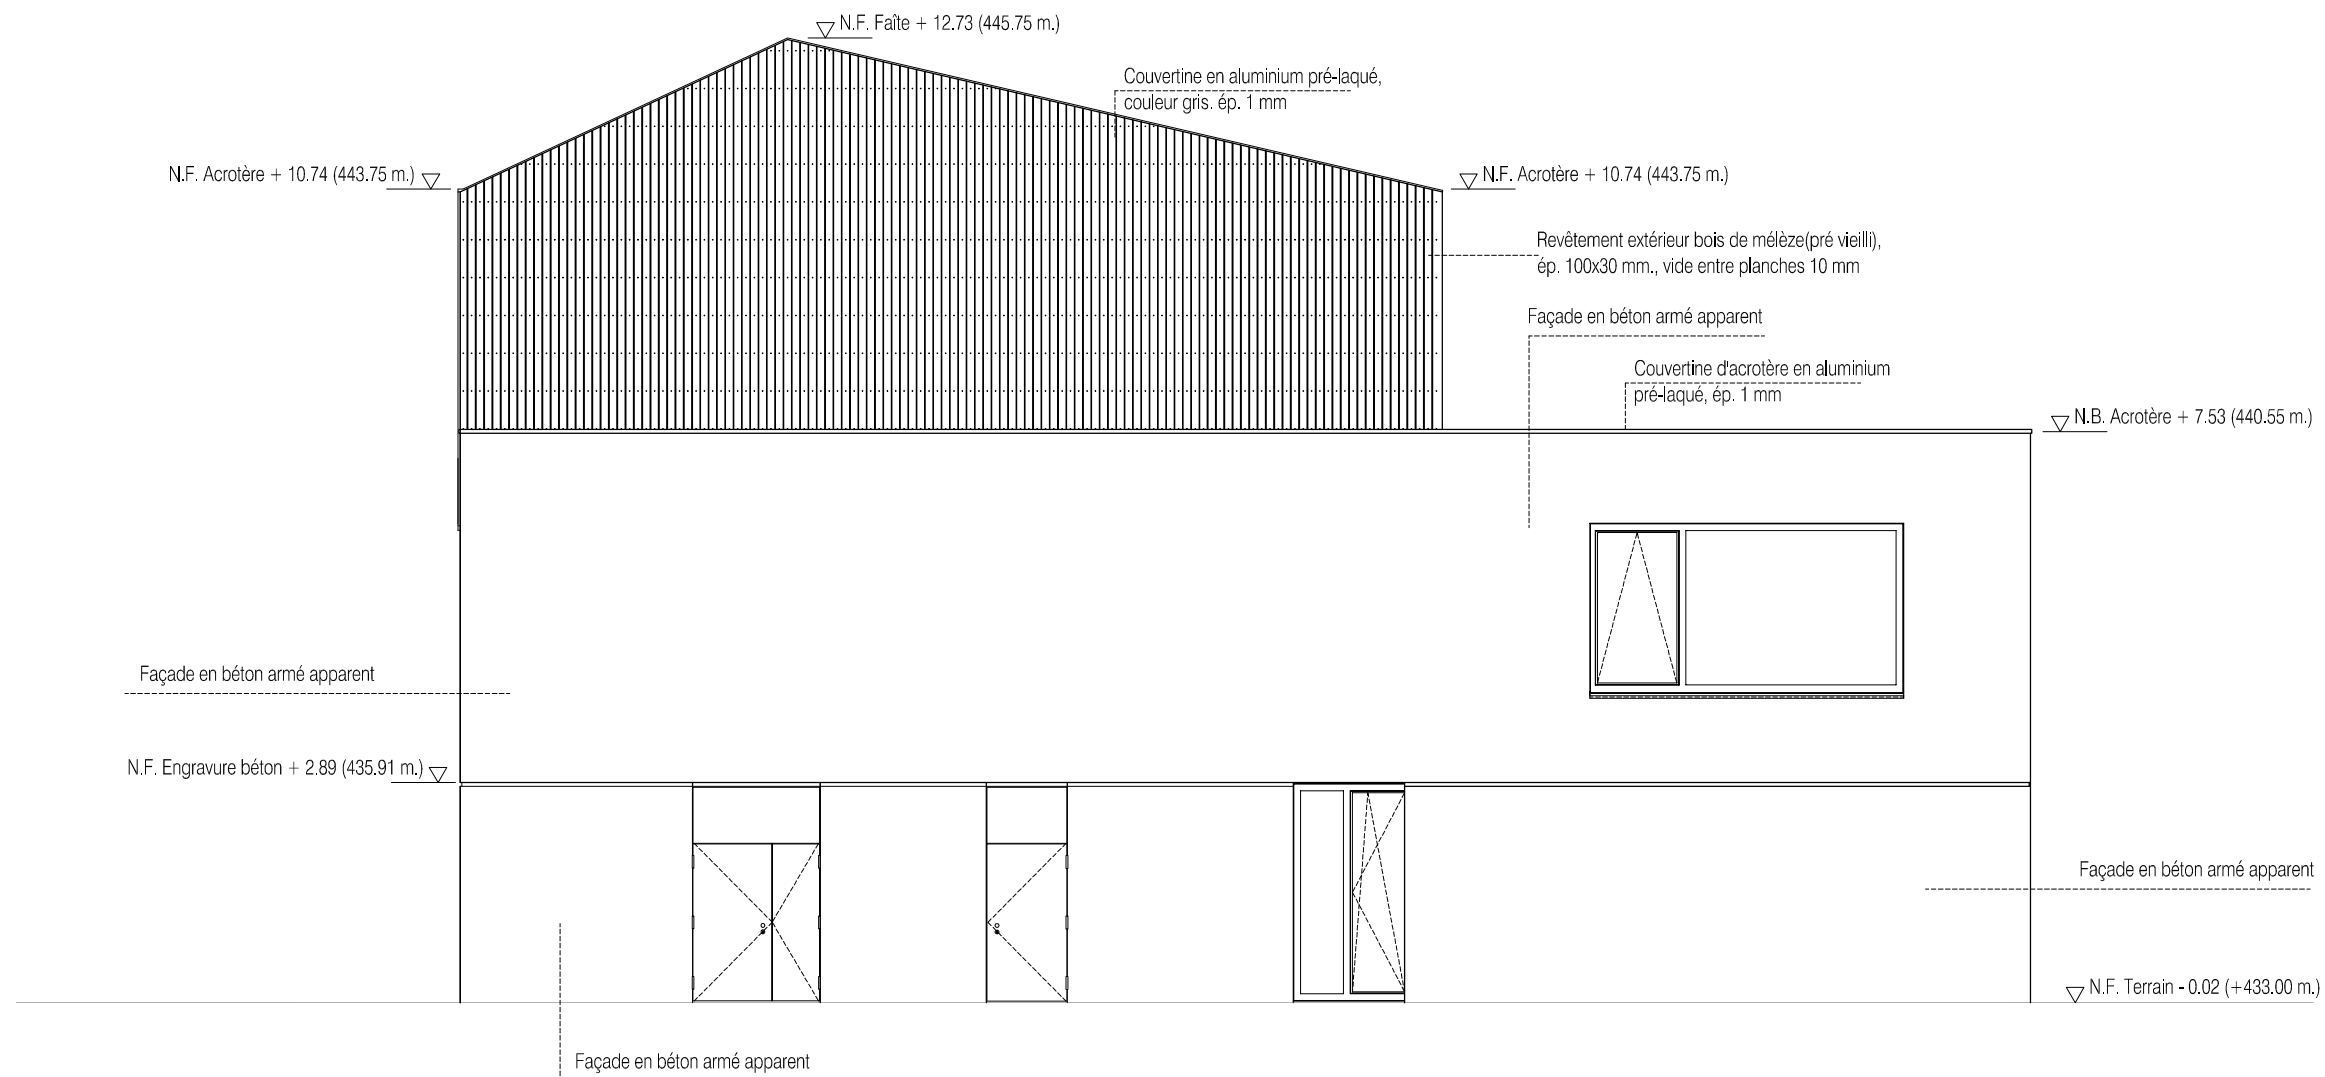 N.F. Faîte + 12.73 (445.75 m.)
Couvertine en aluminium pré-laqué,
couleur gris. ép. 1 mm
N.F. Acrotère + 10.74 (443.75 m.)
N.F. Acrotère + 10.74 (443.75 m.)
Revêtement extérieur bois de mélèze(pré vieilli),
ép. 100x30 mm., vide entre planches 10 mm
Façade en béton armé apparent
Couvertine d'acrotère en aluminium
pré-laqué, ép. 1 mm
N.B. Acrotère + 7.53 (440.55 m.)
Façade en béton armé apparent
N.F. Engravure béton + 2.89 (435.91 m.)
Façade en béton armé apparent
N.F. Terrain - 0.02 (+433.00 m.)
Façade en béton armé apparent